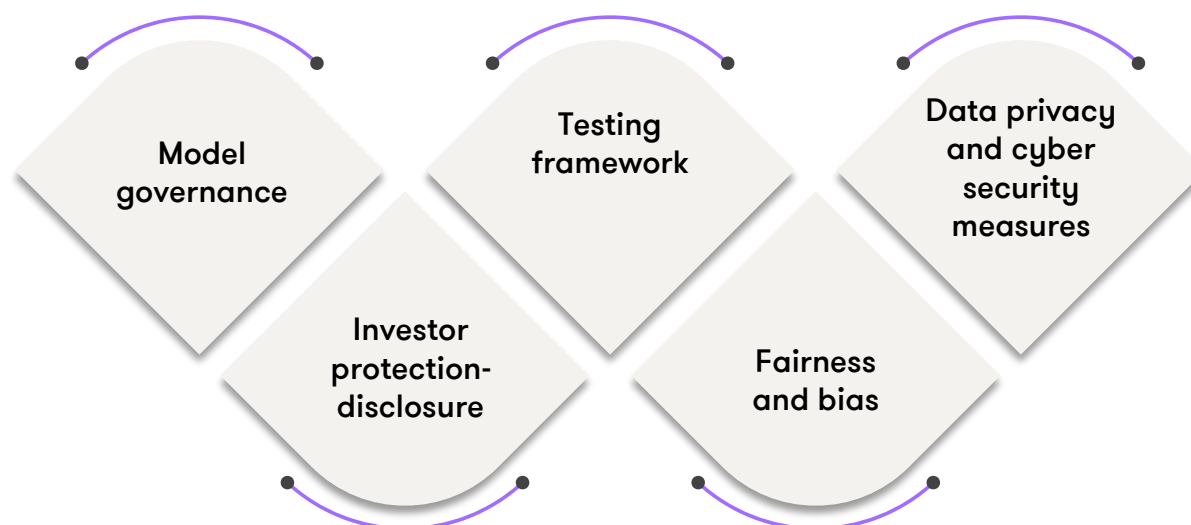 Model
governance
Investor
protection-
disclosure
Testing
framework
Fairness
and bias
Data privacy
and cyber
security
measures